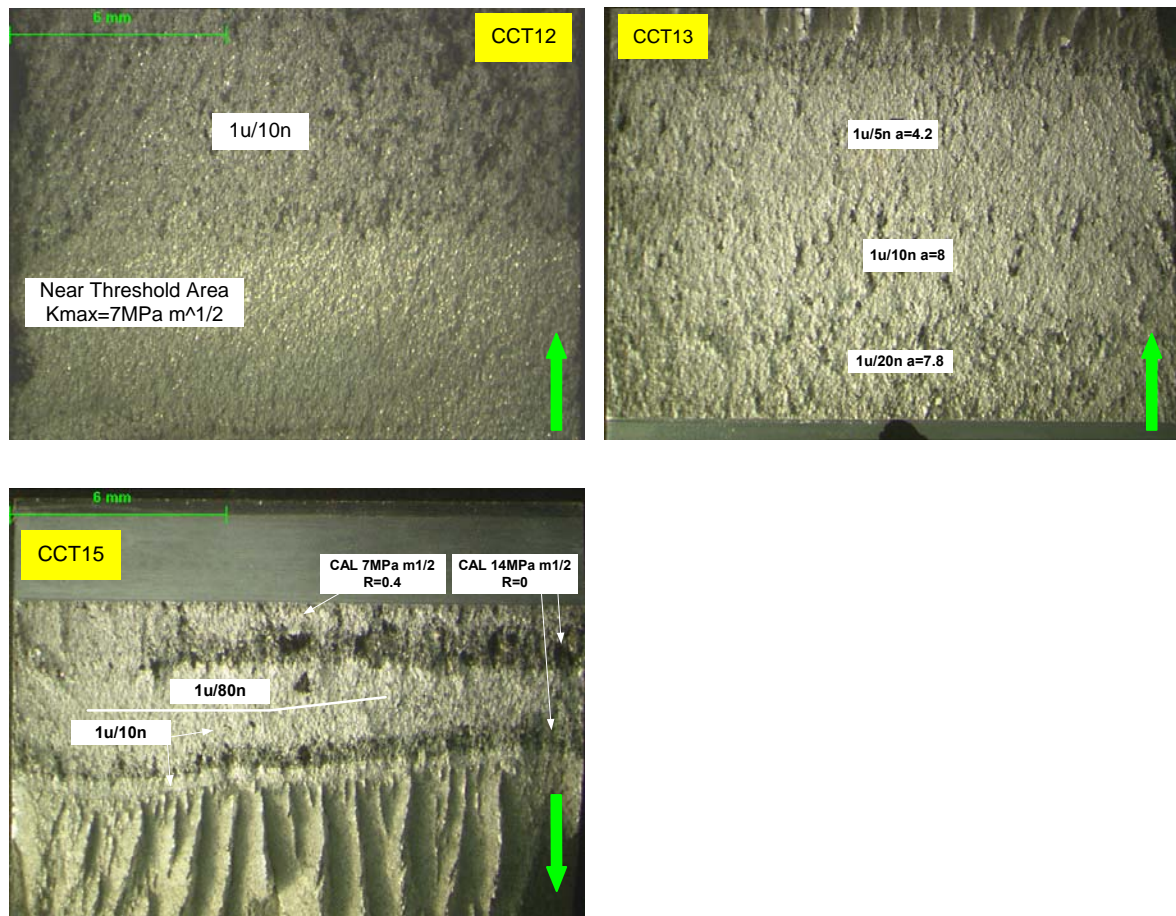 6 mm
CCT12
1u/10n
Near Threshold Area
Kmax=7MPa m^1/2
CCT13
1u/5n a=4.2
1u/10n a=8
1u/20n a=7.8
6 mm
CCT15
CAL 7MPa m1/2
R=0.4
CAL 14MPa m1/2
R=0
1u/80n
1u/10n